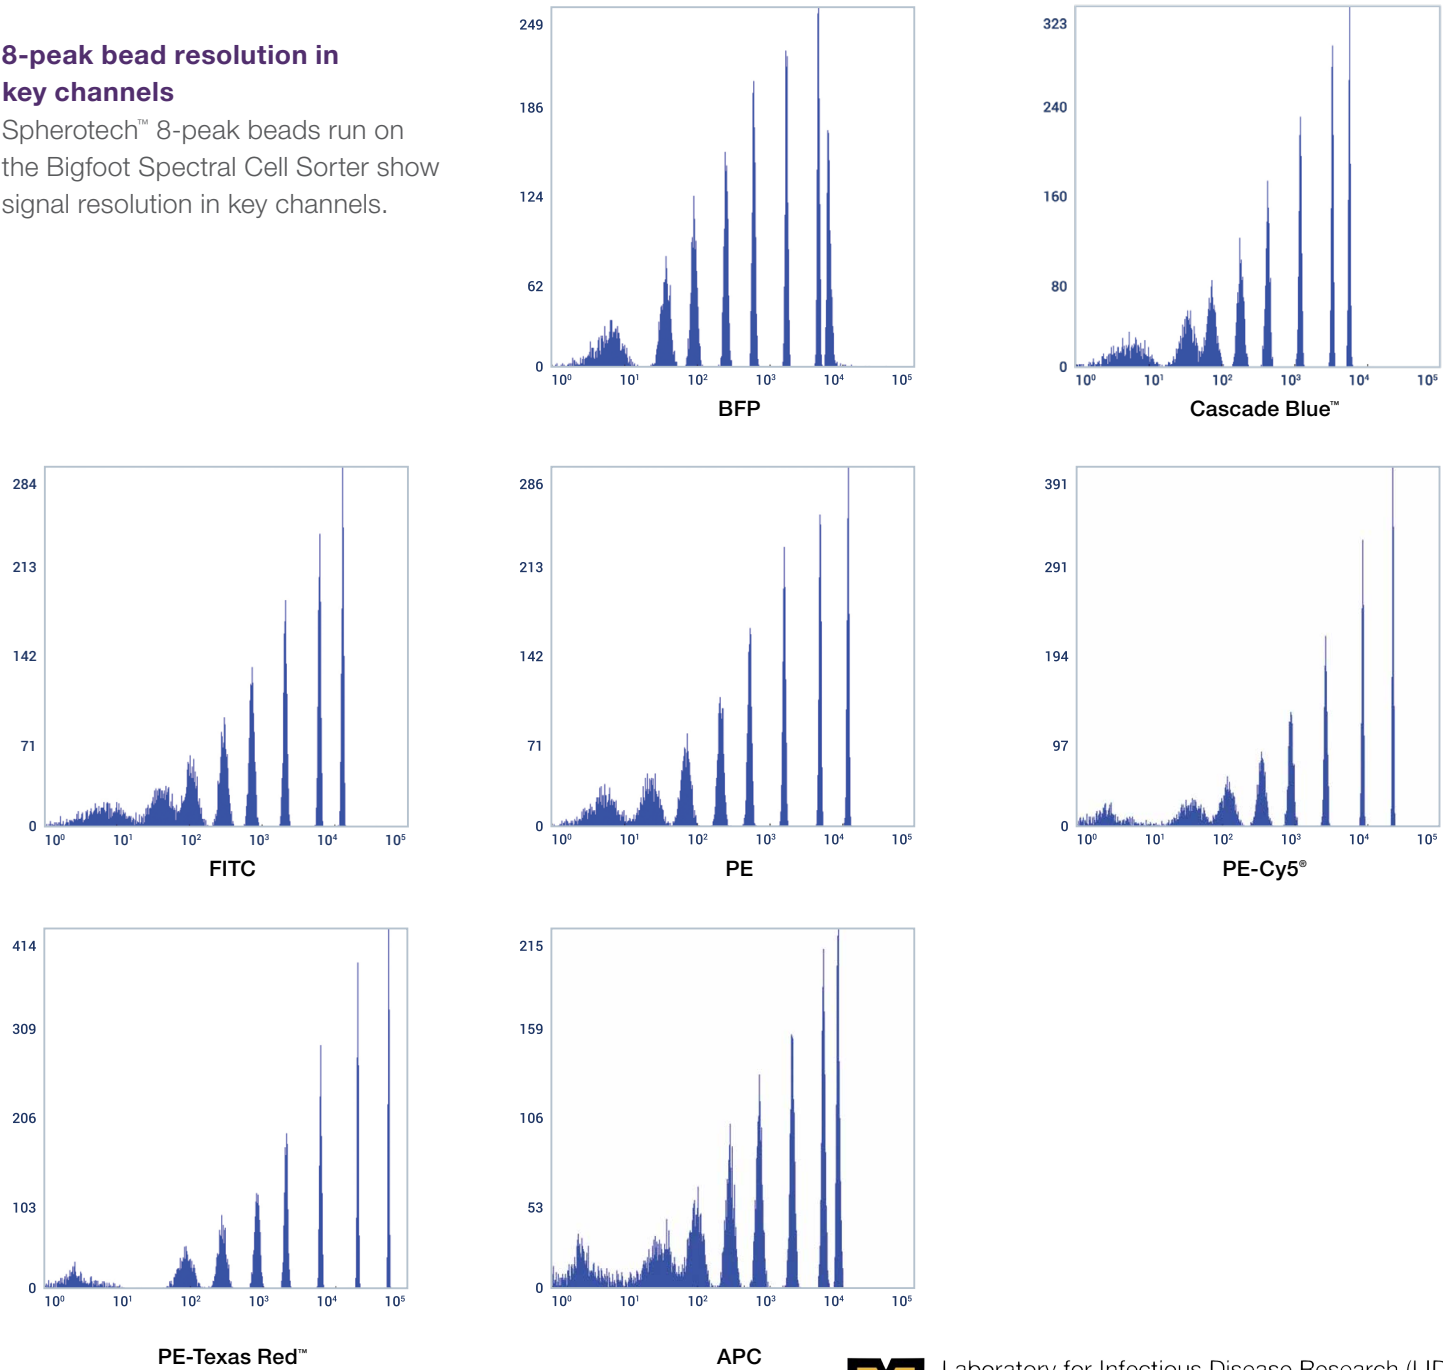 8-peak bead resolution in
key channels
Spherotech™ 8-peak beads run on
the Bigfoot Spectral Cell Sorter show
signal resolution in key channels.
249
186
124
62
0
10⁰ 10¹ 10² 10³ 10⁴ 10⁵
BFP
323
240
160
80
0
10⁰ 10¹ 10² 10³ 10⁴ 10⁵
Cascade Blue™
284
213
142
71
0
10⁰ 10¹ 10² 10³ 10⁴ 10⁵
FITC
286
213
142
71
0
10⁰ 10¹ 10² 10³ 10⁴ 10⁵
PE
391
291
194
97
0
10⁰ 10¹ 10² 10³ 10⁴ 10⁵
PE-Cy5®
414
309
206
103
0
10⁰ 10¹ 10² 10³ 10⁴ 10⁵
PE-Texas Red™
215
159
106
53
0
10⁰ 10¹ 10² 10³ 10⁴ 10⁵
APC
Laboratory for Infectious Disease Research